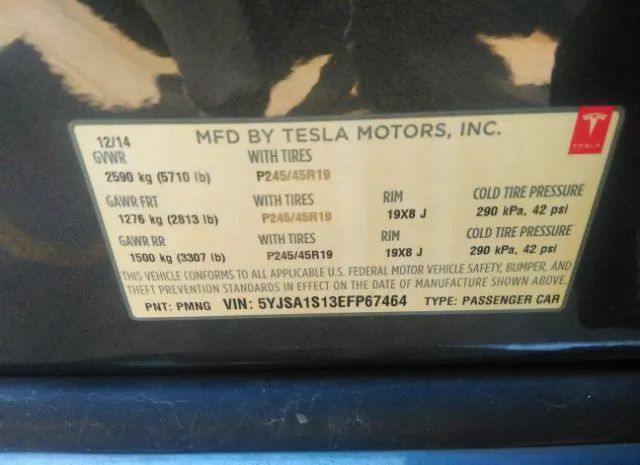 12/14 MFD BY TESLA MOTORS, INC.
TESLA
GVWR WITH TIRES
2590 kg (5710 lb) P245/45R19
GAWR FRT WITH TIRES RIM COLD TIRE PRESSURE
1276 kg (2813 lb) P245/45R19 19X8 J 290 kPa, 42 psi
GAWR RR WITH TIRES RIM COLD TIRE PRESSURE
1500 kg (3307 lb) P245/45R19 19X8 J 290 kPa, 42 psi
THIS VEHICLE CONFORMS TO ALL APPLICABLE U.S. FEDERAL MOTOR VEHICLE SAFETY, BUMPER, AND
THEFT PREVENTION STANDARDS IN EFFECT ON THE DATE OF MANUFACTURE SHOWN ABOVE.
PNT: PMNG VIN: 5YJSA1S13EFP67464 TYPE: PASSENGER CAR